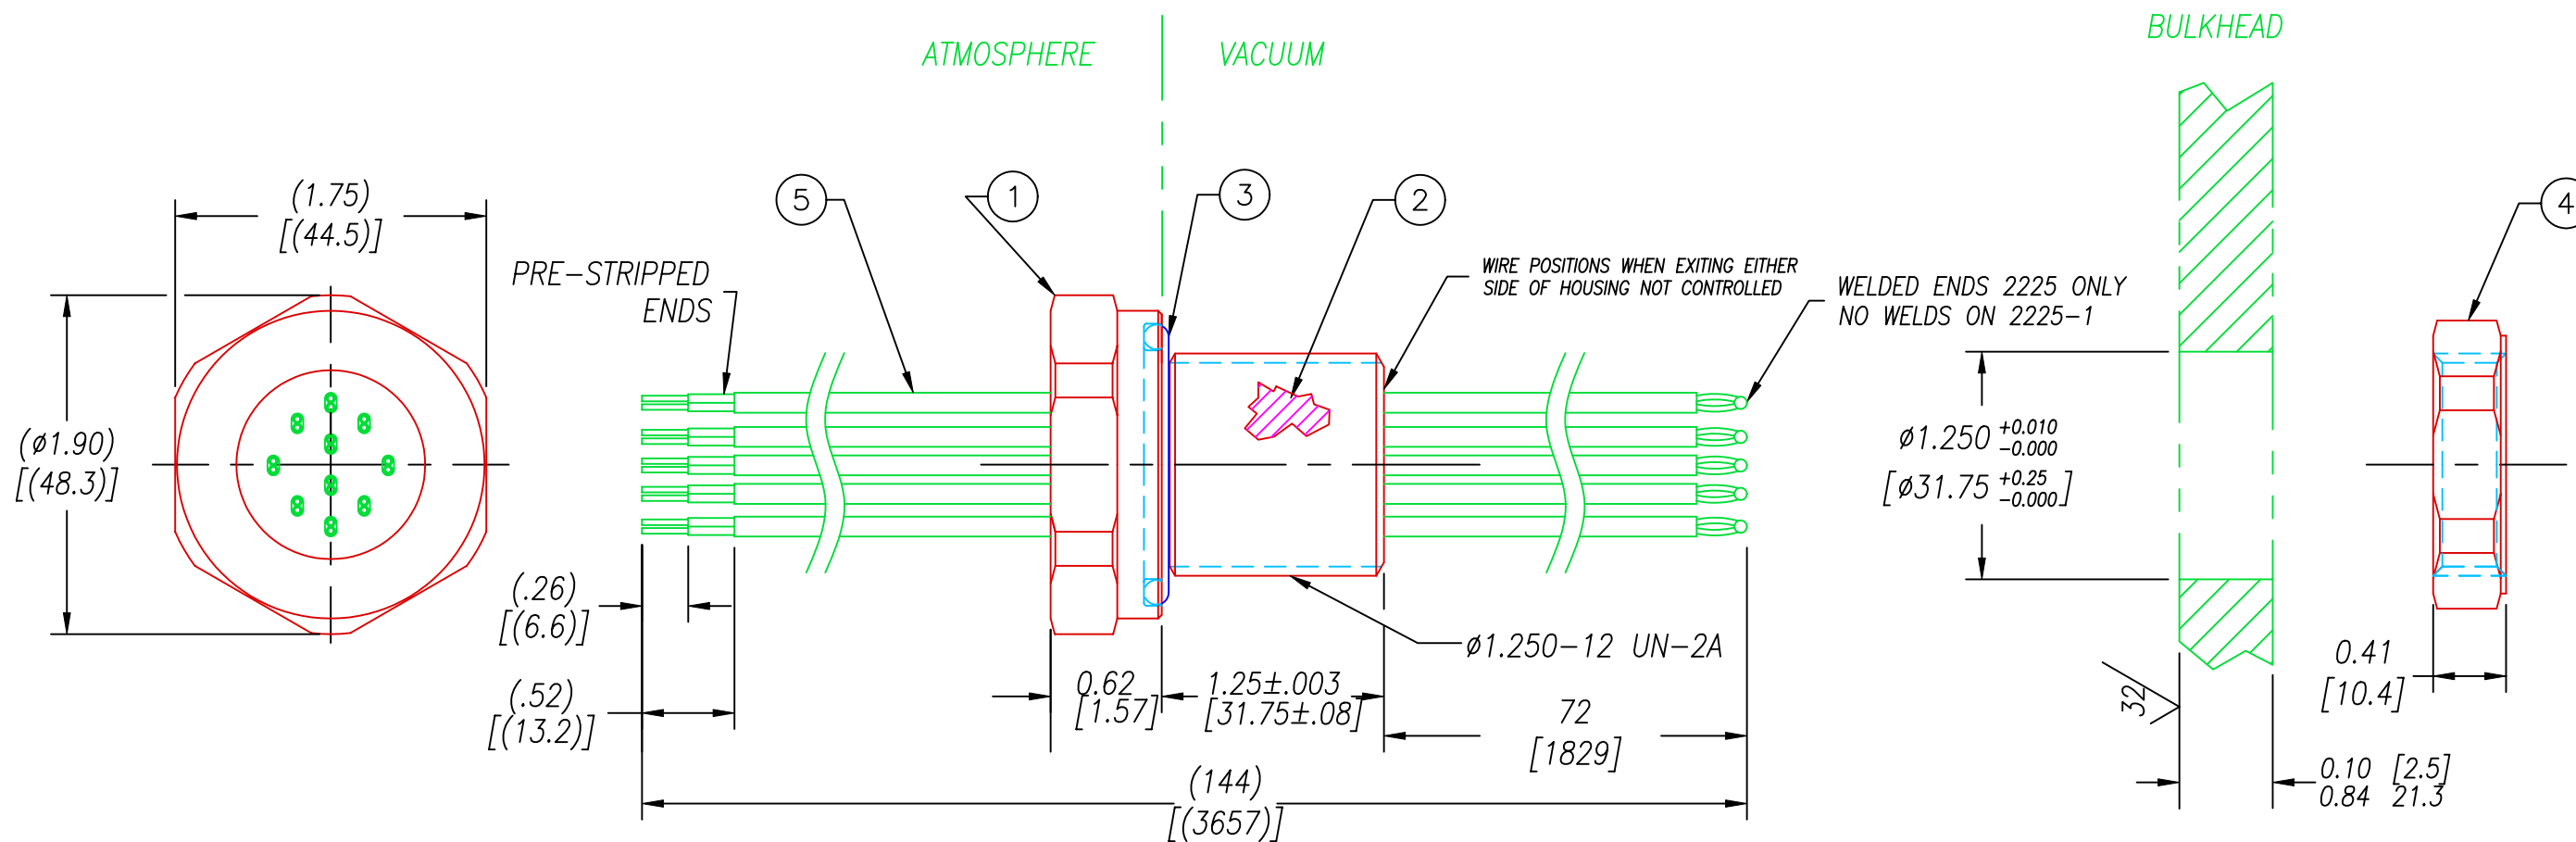 ATMOSPHERE
VACUUM
BULKHEAD
(1.75)
[(44.5)]
5
1
3
2
4
PRE-STRIPPED
ENDS
WIRE POSITIONS WHEN EXITING EITHER
SIDE OF HOUSING NOT CONTROLLED
WELDED ENDS 2225 ONLY
NO WELDS ON 2225-1
(ø1.90)
[(48.3)]
ø1.250 +0.010 -0.000
[ø31.75 +0.25 -0.000]
(.26)
[(6.6)]
ø1.250-12 UN-2A
(.52)
[(13.2)]
0.62
[1.57]
1.25±.003
[31.75±.08]
72
[1829]
32
0.41
[10.4]
(144)
[(3657)]
0.10 [2.5]
0.84 21.3